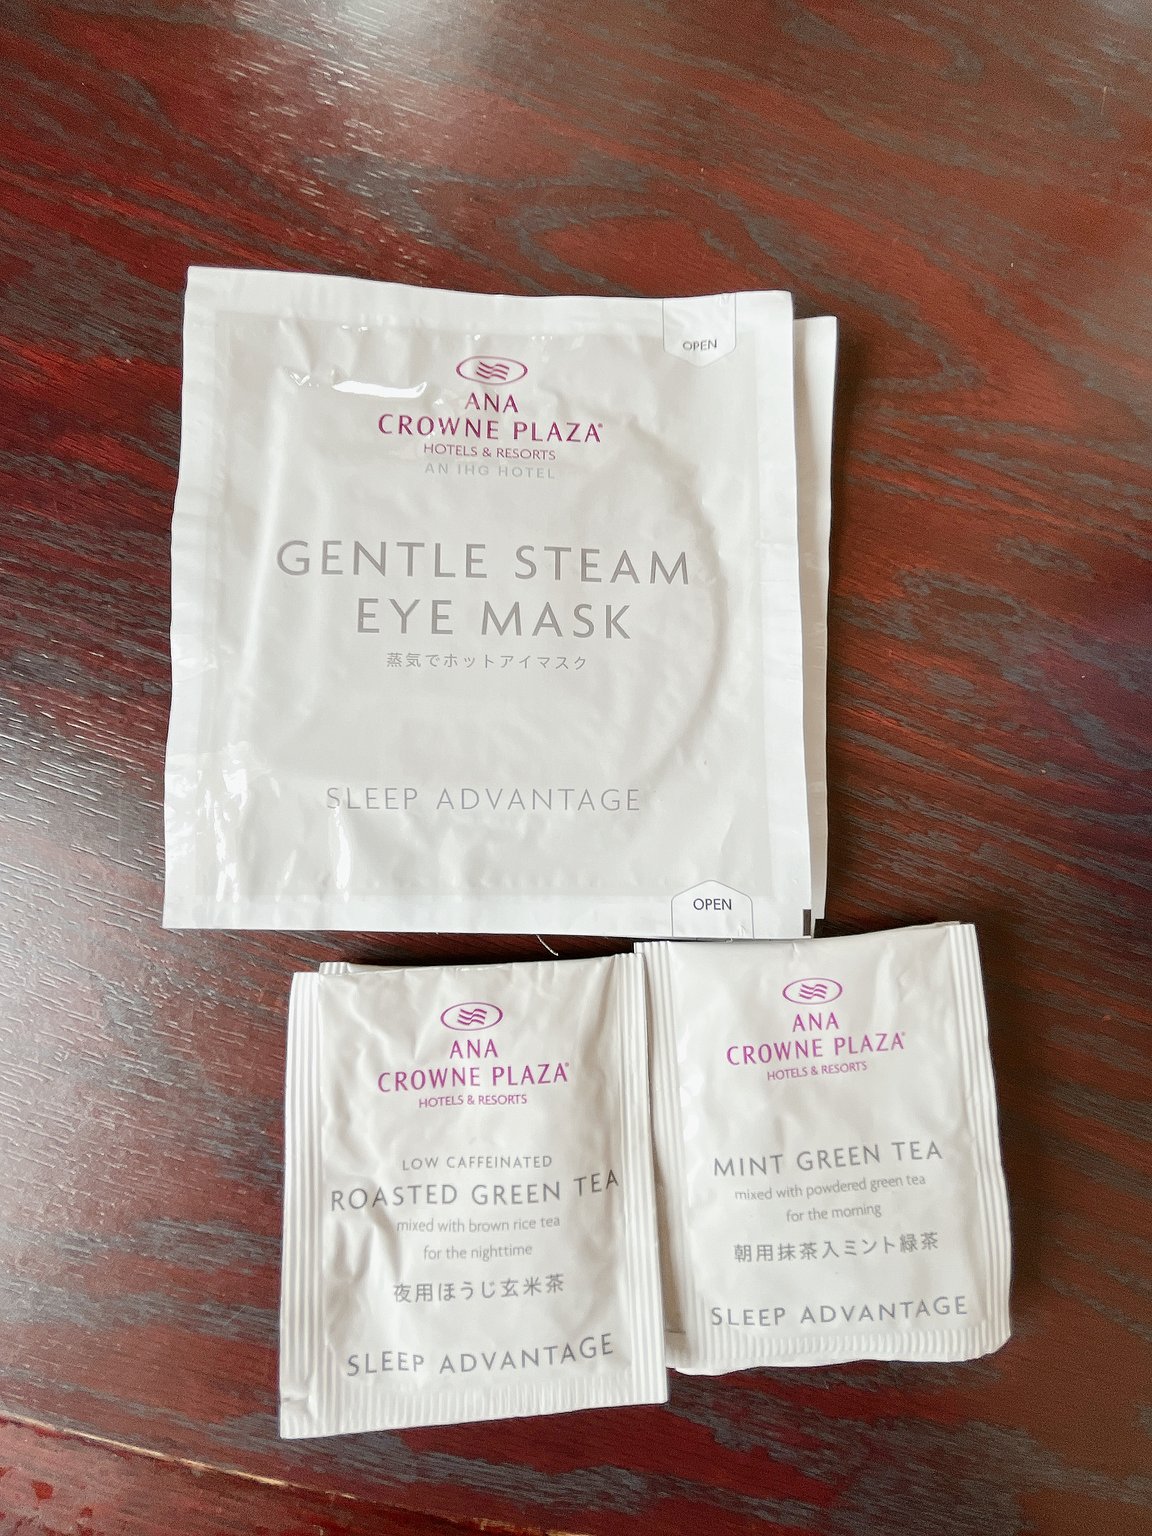 OPEN
ANA
CROWNE PLAZA®
HOTELS & RESORTS
AN IHG HOTEL
GENTLE STEAM
EYE MASK
蒸気でホットアイマスク
SLEEP ADVANTAGE
OPEN
ANA
CROWNE PLAZA®
HOTELS & RESORTS
LOW CAFFEINATED
ROASTED GREEN TEA
mixed with brown rice tea
for the nighttime
夜用ほうじ玄米茶
SLEEP ADVANTAGE
ANA
CROWNE PLAZA®
HOTELS & RESORTS
MINT GREEN TEA
mixed with powdered green tea
for the morning
朝用抹茶入ミント緑茶
SLEEP ADVANTAGE